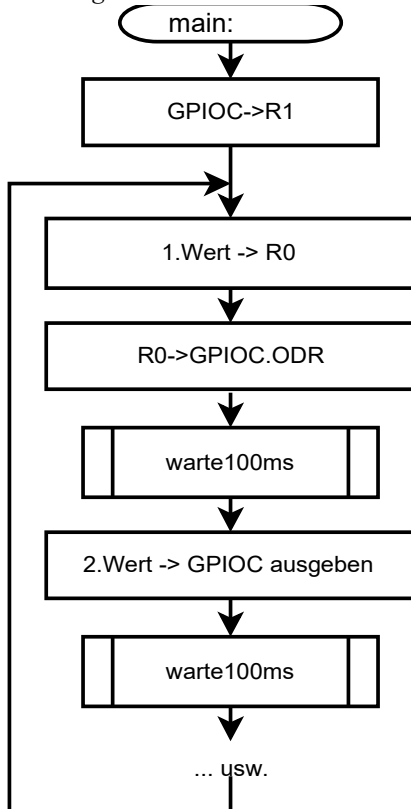 main:
GPIOC->R1
1.Wert -> R0
R0->GPIOC.ODR
warte100ms
2.Wert -> GPIOC ausgeben
warte100ms
... usw.